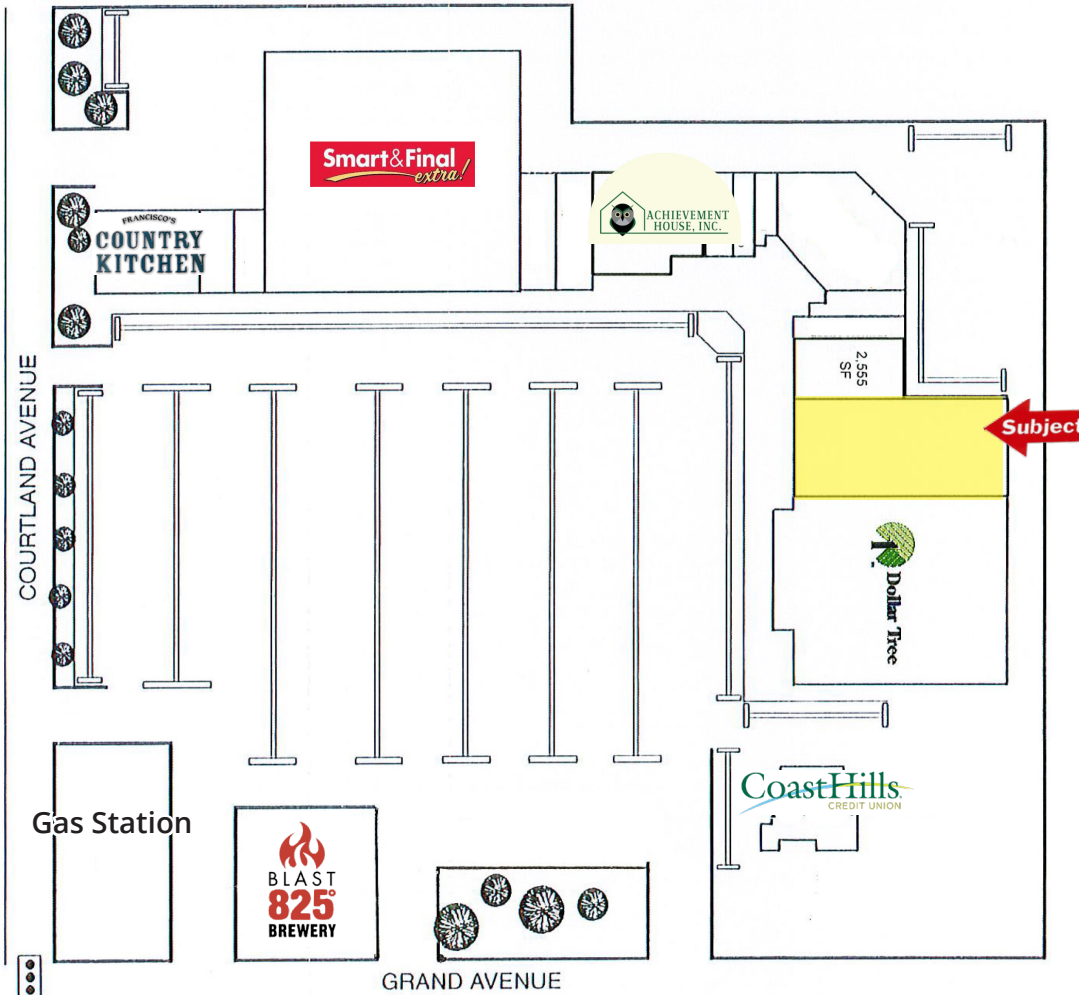 Smart&Final
extra!
FRANCISCO'S
COUNTRY
KITCHEN
ACHIEVEMENT
HOUSE, INC.
COURTLAND AVENUE
2,555
SF
Subject
Dollar Tree
Gas Station
BLAST
825°
BREWERY
CoastHills
CREDIT UNION
GRAND AVENUE